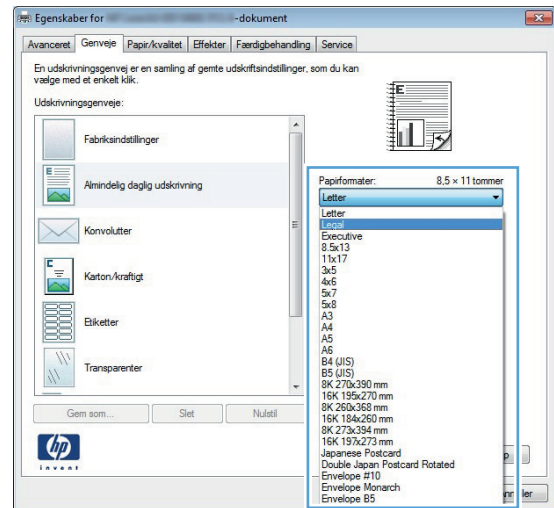 Egenskaber for -dokument
Avanceret Genveje Papir/kvalitet Effekter Færdigbehandling Service
En udskrivningsgenvej er en samling af gemte udskriftsindstillinger, som du kan
vælge med et enkelt klik.
Udskrivningsgenveje:
Fabriksindstillinger
Almindelig daglig udskrivning
Konvolutter
Karton/kraftigt
Etiketter
Transparenter
Gem som... Slet Nulstil
Papirformater: 8,5 × 11 tommer
Letter
Letter
Legal
Executive
8.5x13
11x17
3x5
4x6
5x7
5x8
A3
A4
A5
A6
B4 (JIS)
B5 (JIS)
8K 270x390 mm
16K 195x270 mm
8K 260x368 mm
16K 184x260 mm
8K 273x394 mm
16K 197x273 mm
Japanese Postcard
Double Japan Postcard Rotated
Envelope #10
Envelope Monarch
Envelope B5
hp
invent